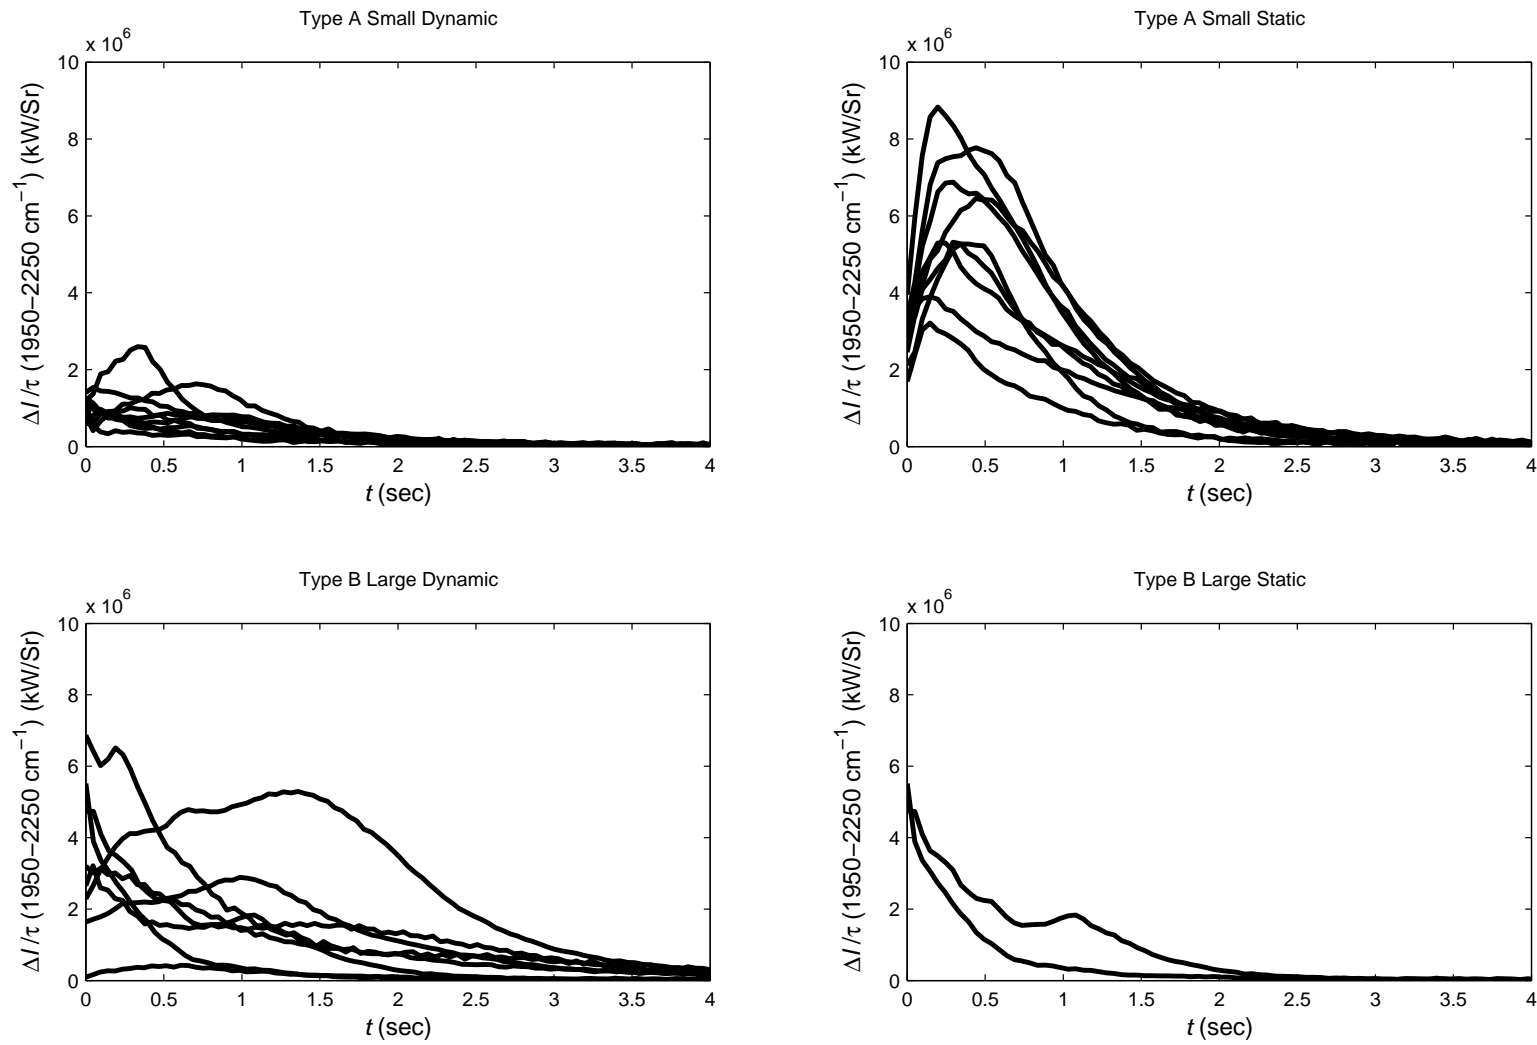 Type A Small Dynamic
x 10^6
10
8
6
4
2
0
ΔI/τ (1950−2250 cm^−1) (kW/Sr)
0 0.5 1 1.5 2 2.5 3 3.5 4
t (sec)
Type A Small Static
x 10^6
10
8
6
4
2
0
ΔI/τ (1950−2250 cm^−1) (kW/Sr)
0 0.5 1 1.5 2 2.5 3 3.5 4
t (sec)
Type B Large Dynamic
x 10^6
10
8
6
4
2
0
ΔI/τ (1950−2250 cm^−1) (kW/Sr)
0 0.5 1 1.5 2 2.5 3 3.5 4
t (sec)
Type B Large Static
x 10^6
10
8
6
4
2
0
ΔI/τ (1950−2250 cm^−1) (kW/Sr)
0 0.5 1 1.5 2 2.5 3 3.5 4
t (sec)